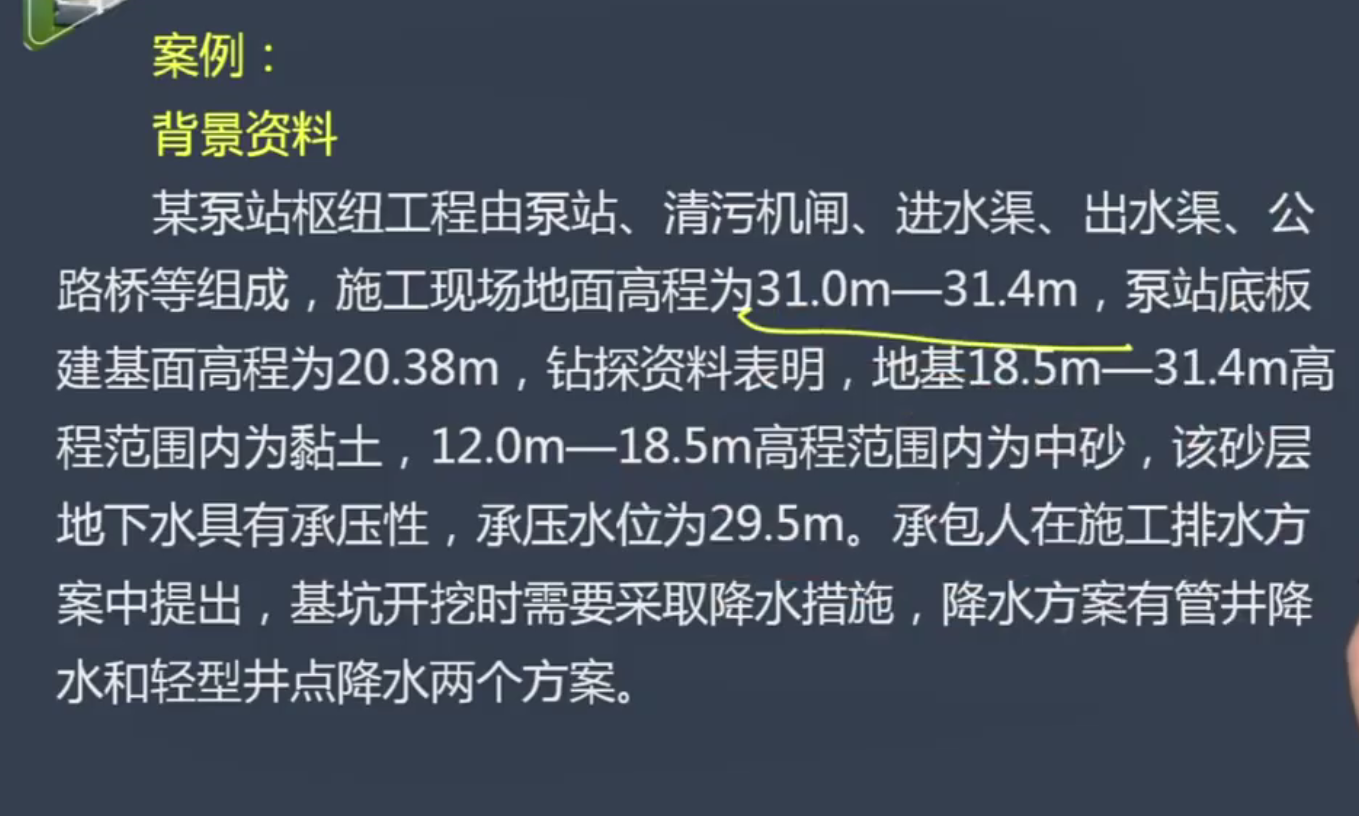 案例：
背景资料
某泵站枢纽工程由泵站、清污机闸、进水渠、出水渠、公
路桥等组成，施工现场地面高程为31.0m—31.4m，泵站底板
建基面高程为20.38m，钻探资料表明，地基18.5m—31.4m高
程范围内为黏土，12.0m—18.5m高程范围内为中砂，该砂层
地下水具有承压性，承压水位为29.5m。承包人在施工排水方
案中提出，基坑开挖时需要采取降水措施，降水方案有管井降
水和轻型井点降水两个方案。